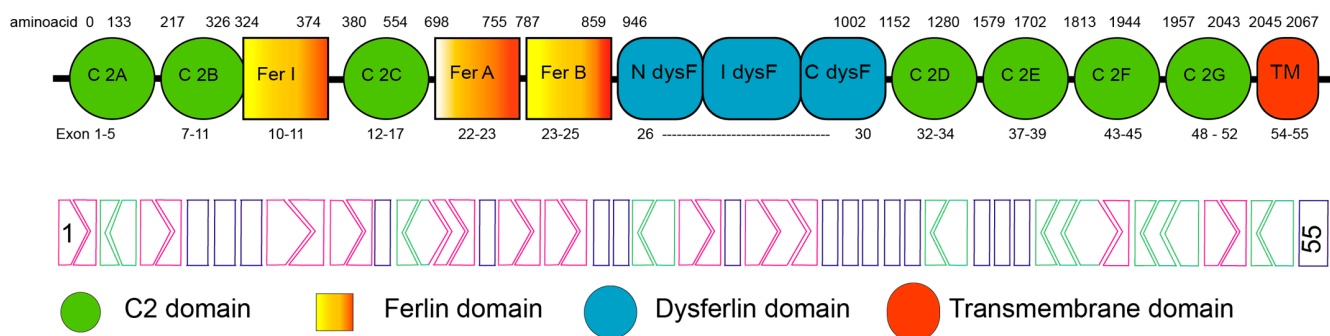 aminoacid 0 133 217 326 324 374 380 554 698 755 787 859 946 1002 1152 1280 1579 1702 1813 1944 1957 2043 2045 2067
C 2A C 2B Fer I C 2C Fer A Fer B N dysF I dysF C dysF C 2D C 2E C 2F C 2G TM
Exon 1-5 7-11 10-11 12-17 22-23 23-25 26 ------------------------------ 30 32-34 37-39 43-45 48 - 52 54-55
1 55
C2 domain Ferlin domain Dysferlin domain Transmembrane domain